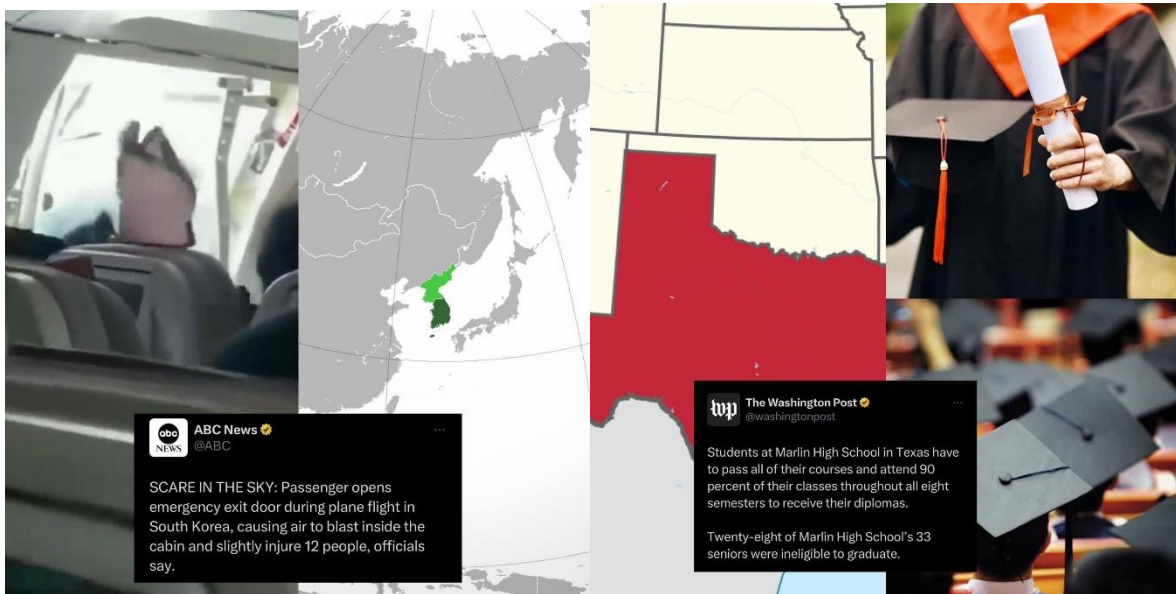 abc
NEWS
ABC News
@ABC
SCARE IN THE SKY: Passenger opens
emergency exit door during plane flight in
South Korea, causing air to blast inside the
cabin and slightly injure 12 people, officials
say.
wp
The Washington Post
@washingtonpost
Students at Marlin High School in Texas have
to pass all of their courses and attend 90
percent of their classes throughout all eight
semesters to receive their diplomas.
Twenty-eight of Marlin High School's 33
seniors were ineligible to graduate.